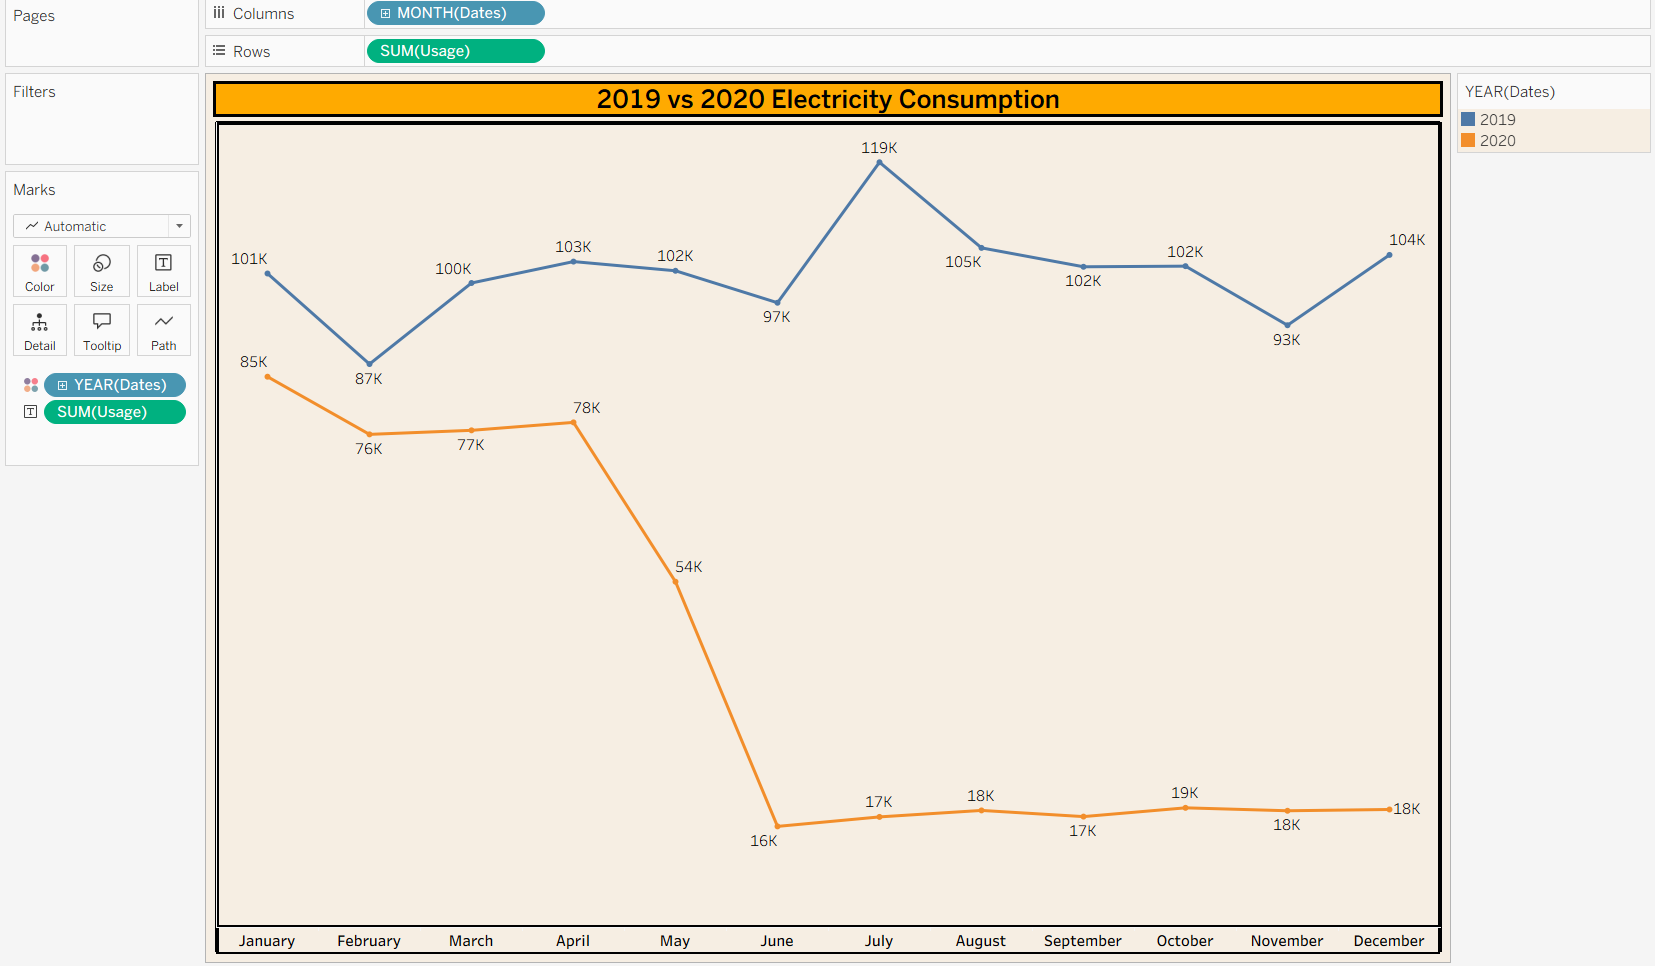 Pages
Columns
MONTH(Dates)
Rows
SUM(Usage)
Filters
Marks
Automatic
Color
Size
Label
Detail
Tooltip
Path
YEAR(Dates)
SUM(Usage)
2019 vs 2020 Electricity Consumption
119K
101K
100K
103K
102K
105K
102K
104K
87K
97K
102K
93K
85K
76K
77K
78K
54K
16K
17K
18K
17K
19K
18K
18K
January February March April May June July August September October November December
YEAR(Dates)
2019
2020